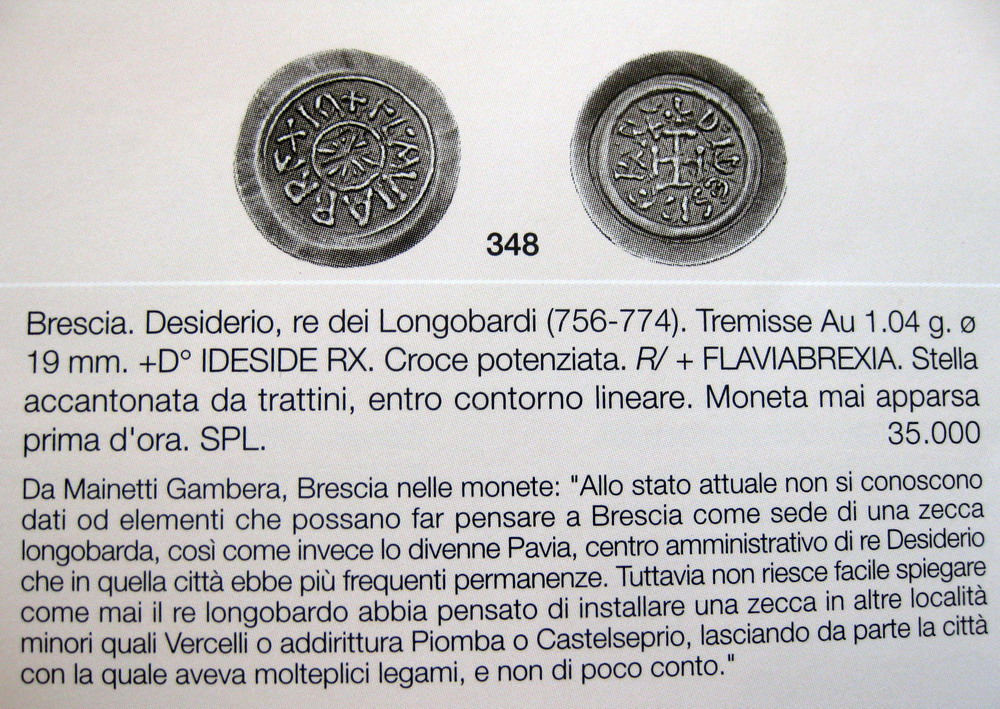 348
Brescia. Desiderio, re dei Longobardi (756-774). Tremisse Au 1.04 g. ø
19 mm. +D° IDESIDE RX. Croce potenziata. R/ + FLAVIABREXIA. Stella
accantonata da trattini, entro contorno lineare. Moneta mai apparsa
prima d'ora. SPL. 35.000
Da Mainetti Gambera, Brescia nelle monete: "Allo stato attuale non si conoscono
dati od elementi che possano far pensare a Brescia come sede di una zecca
longobarda, così come invece lo divenne Pavia, centro amministrativo di re Desiderio
che in quella città ebbe più frequenti permanenze. Tuttavia non riesce facile spiegare
come mai il re longobardo abbia pensato di installare una zecca in altre località
minori quali Vercelli o addirittura Piomba o Castelseprio, lasciando da parte la città
con la quale aveva molteplici legami, e non di poco conto."